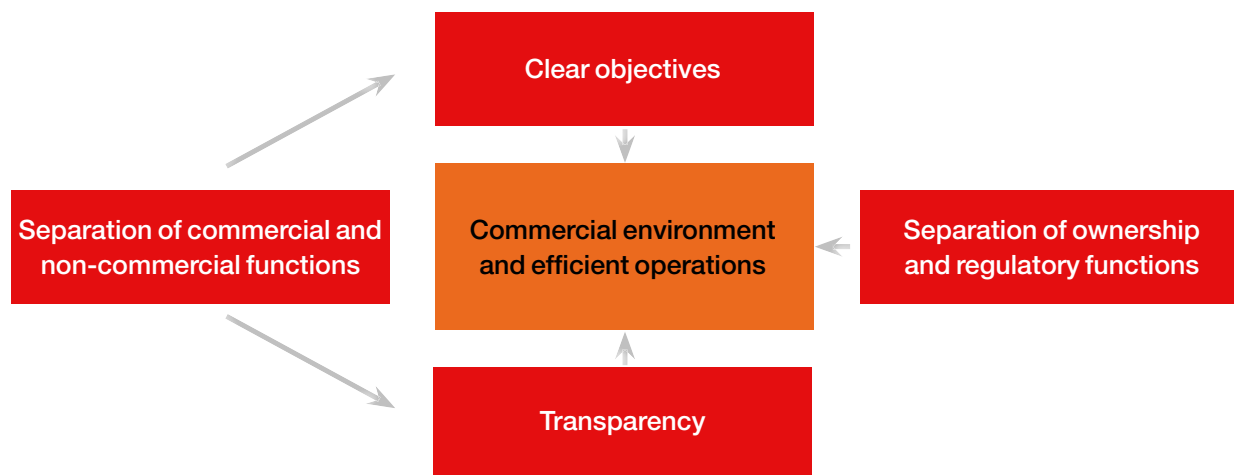 Clear objectives
Separation of commercial and
non-commercial functions
Commercial environment
and efficient operations
Separation of ownership
and regulatory functions
Transparency